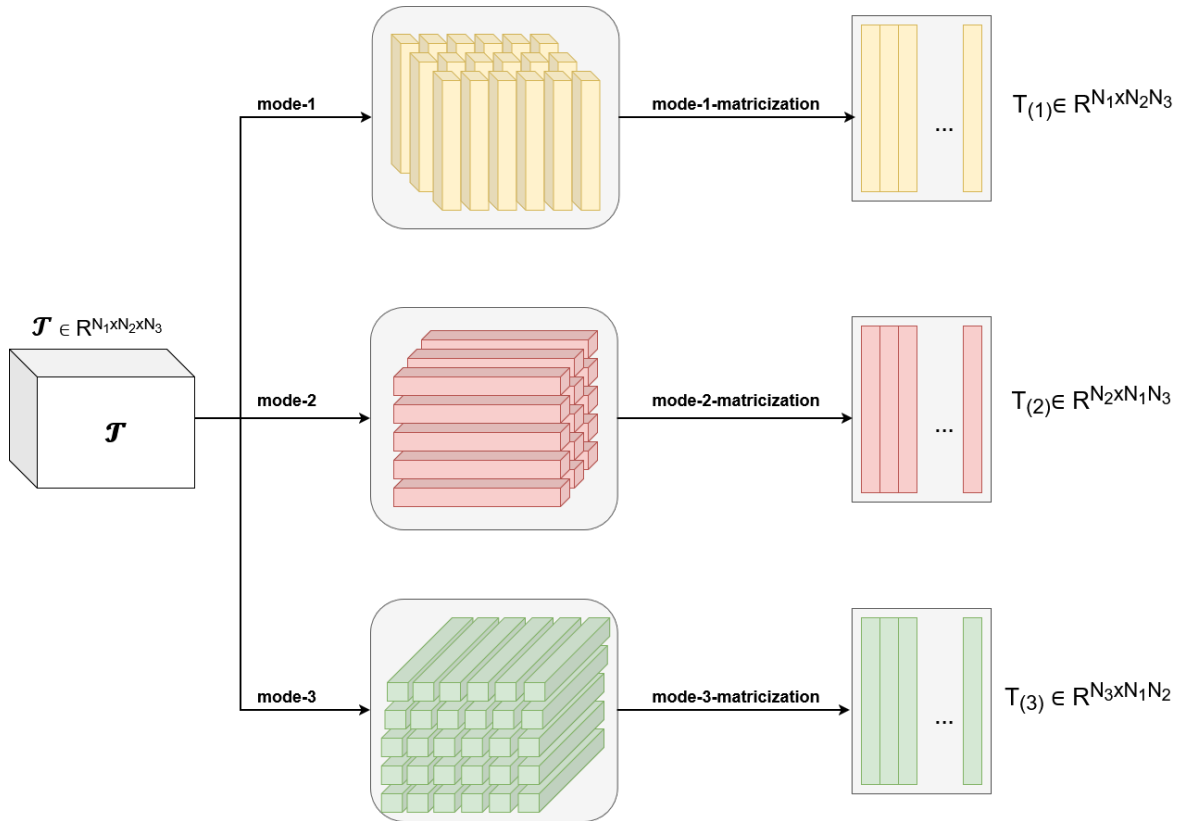 mode-1
mode-1-matricization
...
T(1)∈ R^N1xN2N3
𝓣 ∈ R^N1xN2xN3
𝓣
mode-2
mode-2-matricization
...
T(2)∈ R^N2xN1N3
mode-3
mode-3-matricization
...
T(3) ∈ R^N3xN1N2